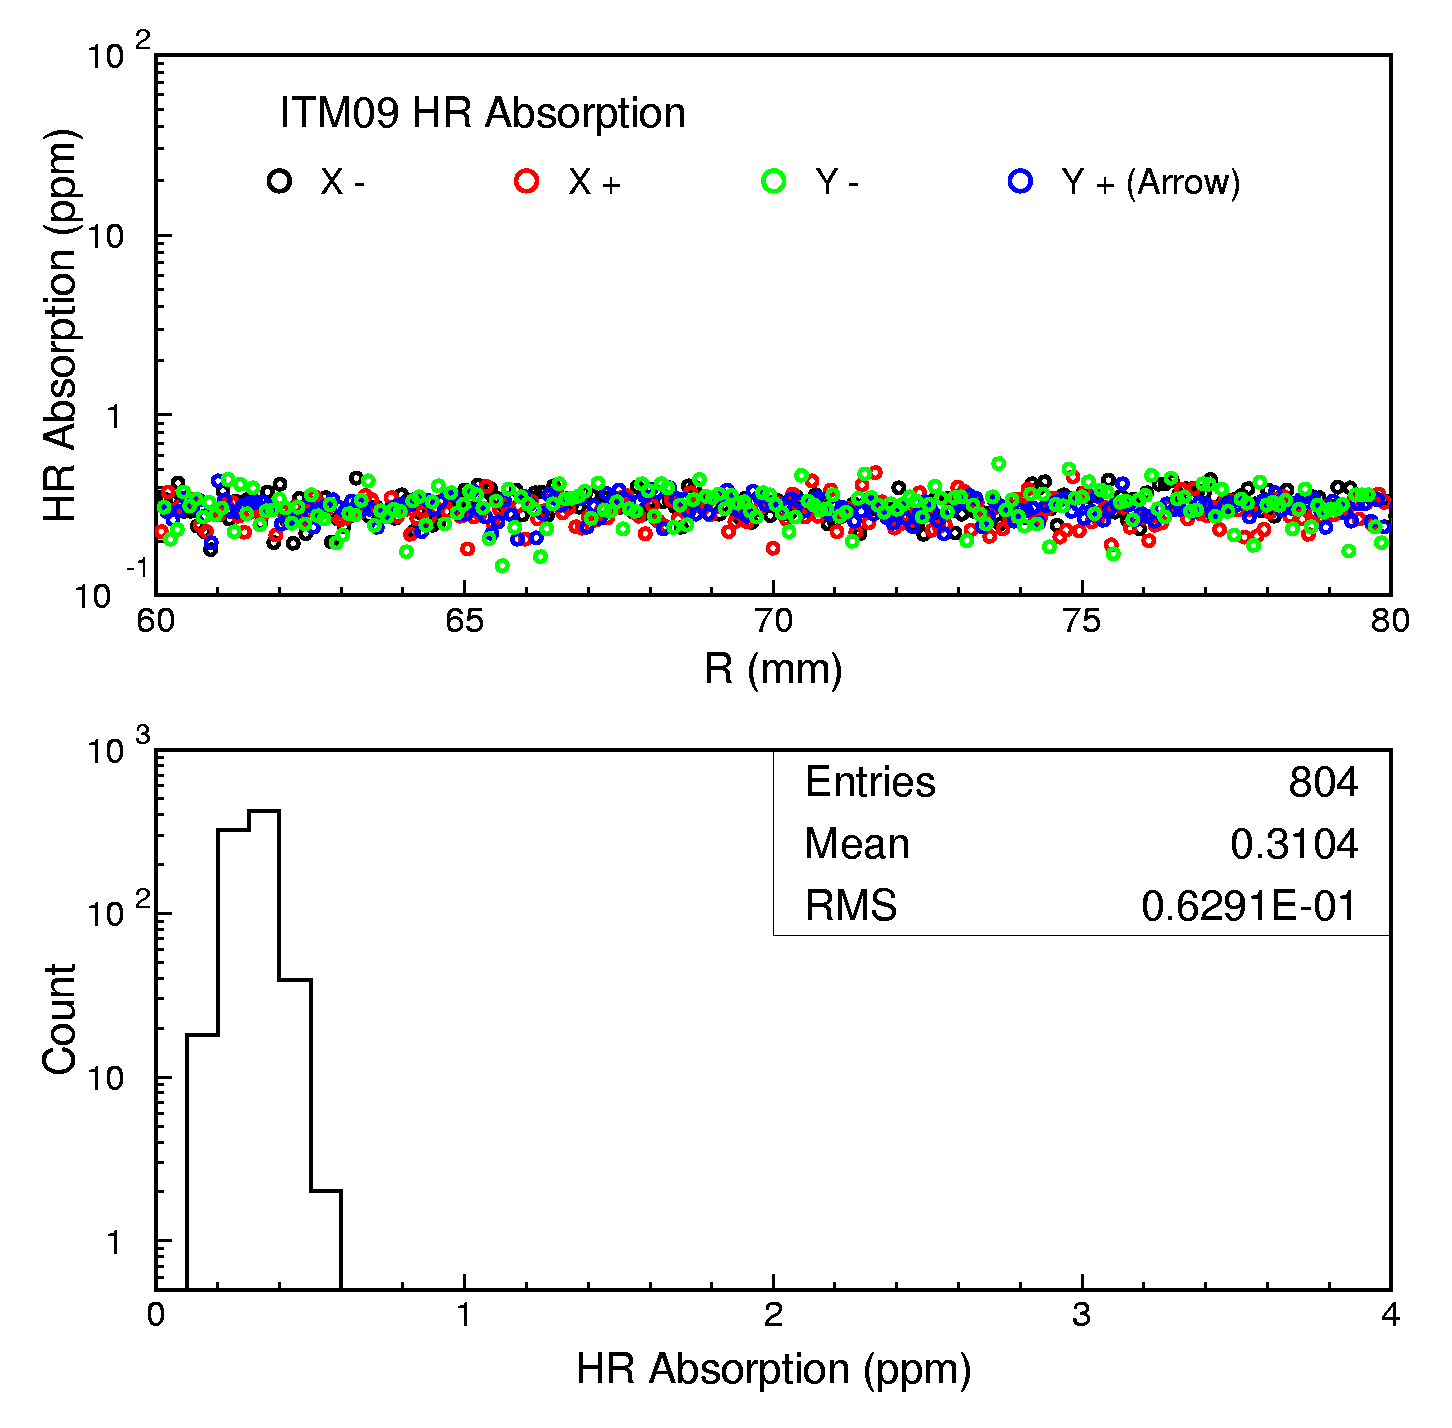 10 2
ITM09 HR Absorption
X - X + Y - Y + (Arrow)
10
1
10 -1
HR Absorption (ppm)
60 65 70 75 80
R (mm)
10 3
Entries 804
Mean 0.3104
RMS 0.6291E-01
10 2
10
1
Count
0 1 2 3 4
HR Absorption (ppm)